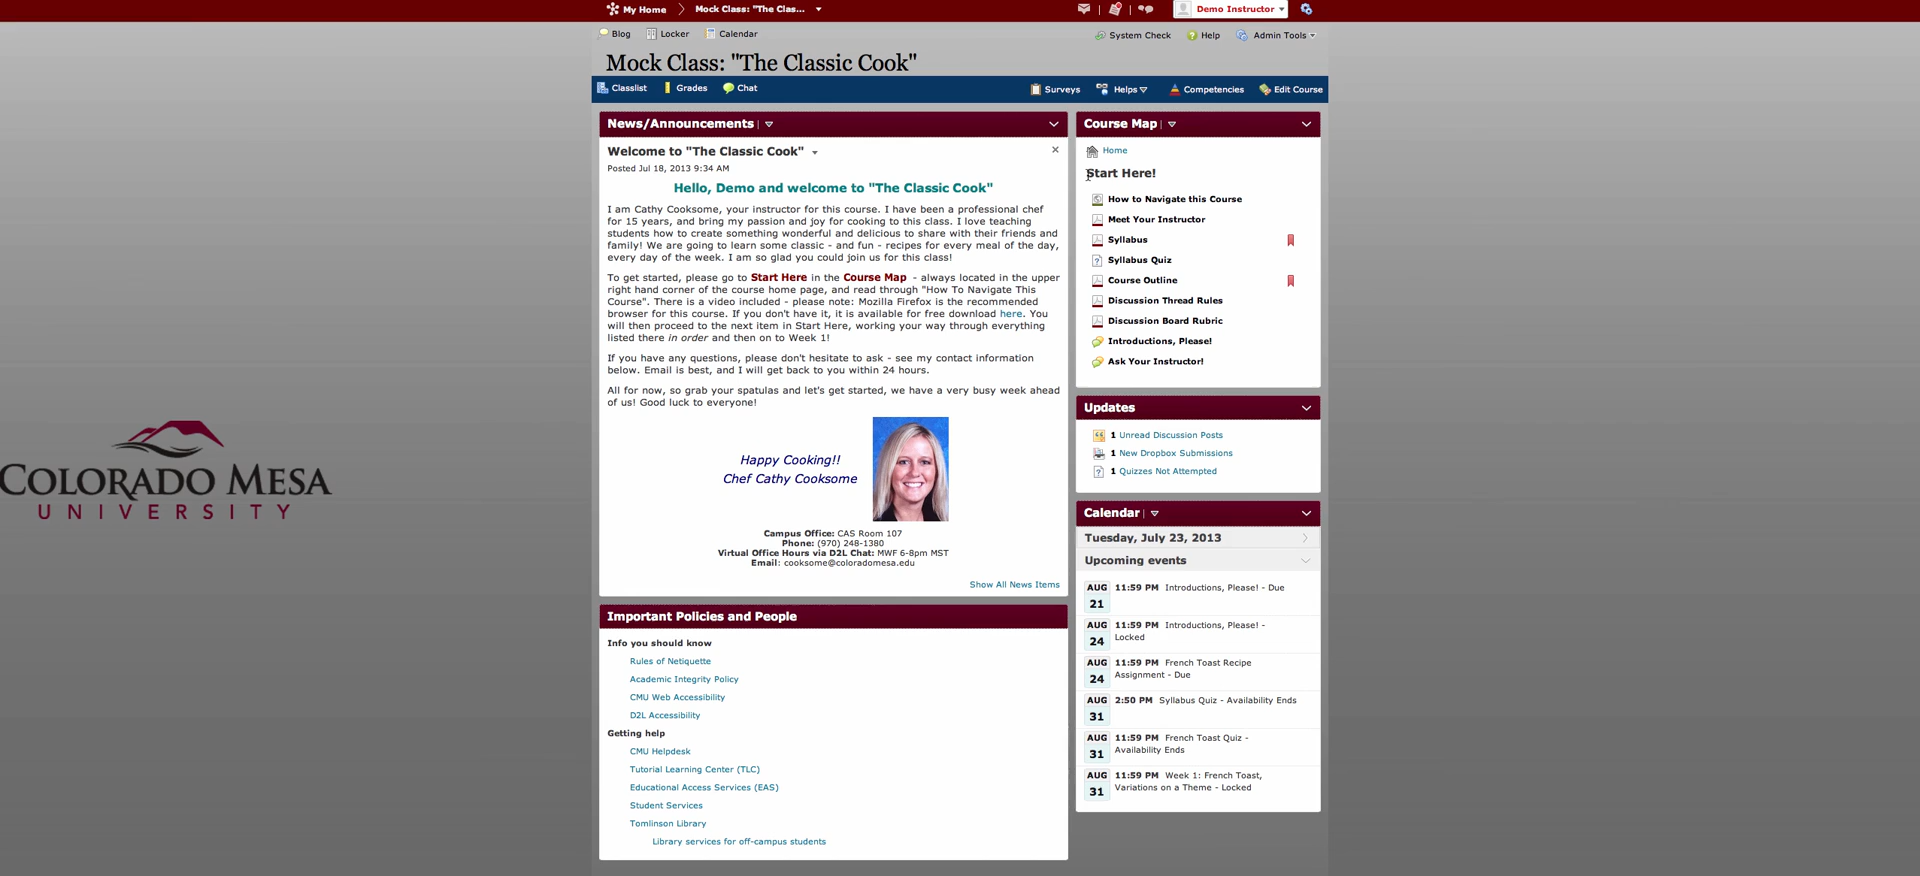 My Home
Mock Class: "The Clas...
Demo Instructor
Blog
Locker
Calendar
System Check
Help
Admin Tools
Mock Class: "The Classic Cook"
Classlist
Grades
Chat
Surveys
Helps
Competencies
Edit Course
News/Announcements
Welcome to "The Classic Cook"
Posted Jul 18, 2013 9:34 AM
Hello, Demo and welcome to "The Classic Cook"
I am Cathy Cooksome, your instructor for this course. I have been a professional chef
for 15 years, and bring my passion and joy for cooking to this class. I love teaching
students how to create something wonderful and delicious to share with their friends and
family! We are going to learn some classic - and fun - recipes for every meal of the day,
every day of the week. I am so glad you could join us for this class!
To get started, please go to Start Here in the Course Map - always located in the upper
right hand corner of the course home page, and read through "How To Navigate This
Course". There is a video included - please note: Mozilla Firefox is the recommended
browser for this course. If you don't have it, it is available for free download here. You
will then proceed to the next item in Start Here, working your way through everything
listed there in order and then on to Week 1!
If you have any questions, please don't hesitate to ask - see my contact information
below. Email is best, and I will get back to you within 24 hours.
All for now, so grab your spatulas and let's get started, we have a very busy week ahead
of us! Good luck to everyone!
Happy Cooking!!
Chef Cathy Cooksome
Campus Office: CAS Room 107
Phone: (970) 248-1380
Virtual Office Hours via D2L Chat: MWF 6-8pm MST
Email: cooksome@coloradomesa.edu
Show All News Items
Important Policies and People
Info you should know
Rules of Netiquette
Academic Integrity Policy
CMU Web Accessibility
D2L Accessibility
Getting help
CMU Helpdesk
Tutorial Learning Center (TLC)
Educational Access Services (EAS)
Student Services
Tomlinson Library
Library services for off-campus students
Course Map
Home
Start Here!
How to Navigate this Course
Meet Your Instructor
Syllabus
Syllabus Quiz
Course Outline
Discussion Thread Rules
Discussion Board Rubric
Introductions, Please!
Ask Your Instructor!
Updates
1 Unread Discussion Posts
1 New Dropbox Submissions
1 Quizzes Not Attempted
Calendar
Tuesday, July 23, 2013
Upcoming events
AUG 21 11:59 PM Introductions, Please! - Due
AUG 24 11:59 PM Introductions, Please! -
Locked
AUG 24 11:59 PM French Toast Recipe
Assignment - Due
AUG 31 2:50 PM Syllabus Quiz - Availability Ends
AUG 31 11:59 PM French Toast Quiz -
Availability Ends
AUG 31 11:59 PM Week 1: French Toast,
Variations on a Theme - Locked
COLORADO MESA
UNIVERSITY